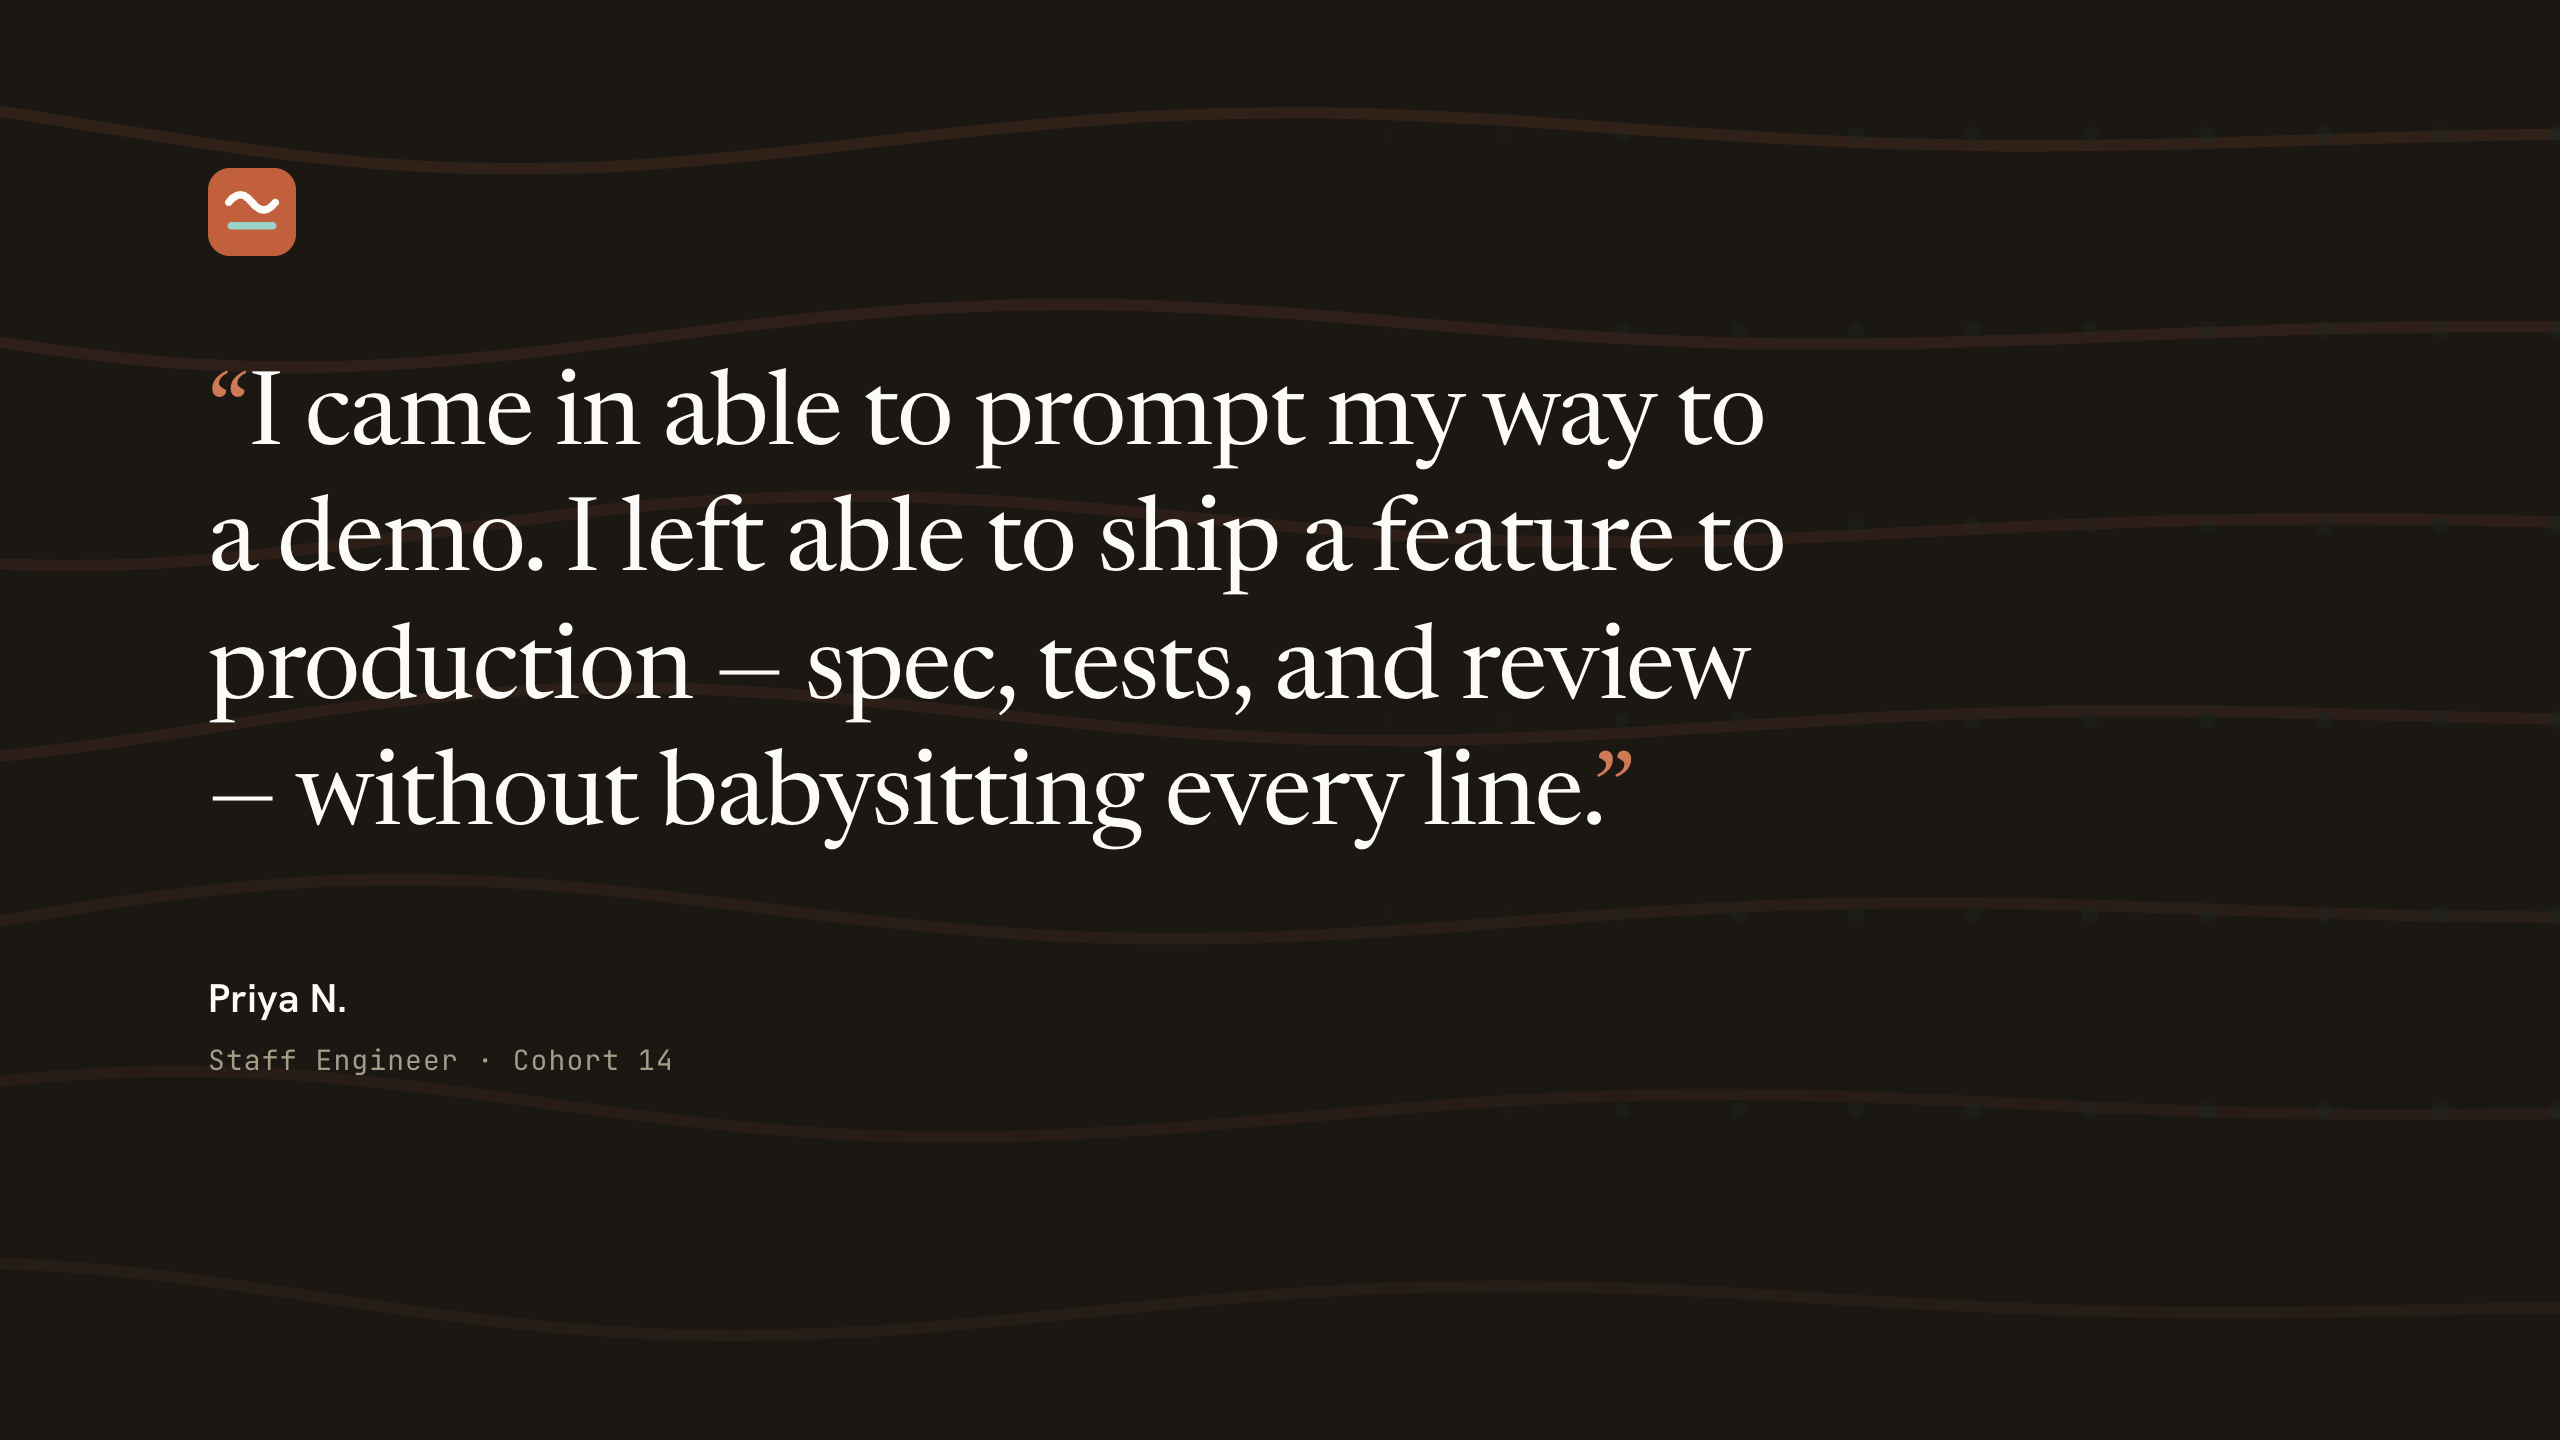 “I came in able to prompt my way to
a demo. I left able to ship a feature to
production — spec, tests, and review
— without babysitting every line.”
Priya N.
Staff Engineer · Cohort 14